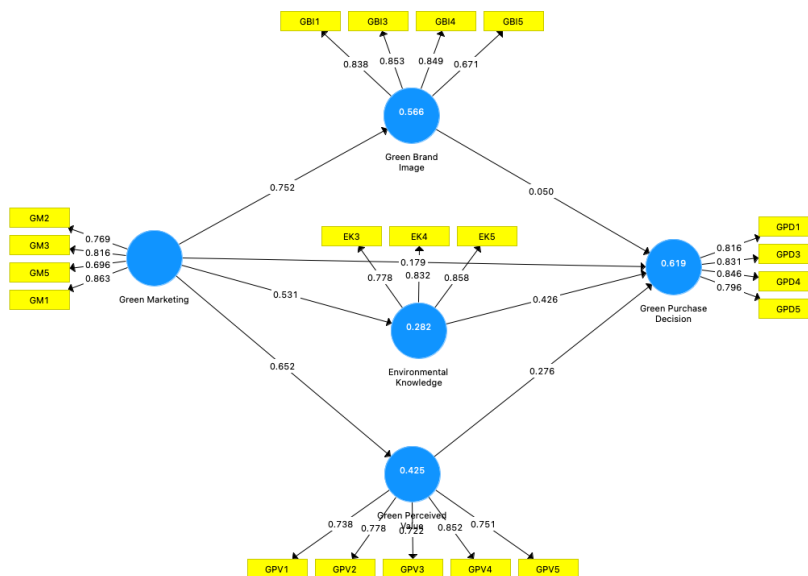 GBI1 GBI3 GBI4 GBI5
0.838 0.853 0.849 0.671
0.566
Green Brand
Image
0.752
0.050
GM2
GM3
GM5
GM1
0.769
0.816
0.696
0.863
Green Marketing
EK3 EK4 EK5
0.179
0.778 0.832 0.858
0.531
0.426
0.282
Environmental
Knowledge
0.619
Green Purchase
Decision
GPD1
GPD3
GPD4
GPD5
0.816
0.831
0.846
0.796
0.652
0.276
0.425
Green Perceived
Value
0.738 0.778 0.722 0.852 0.751
GPV1 GPV2 GPV3 GPV4 GPV5